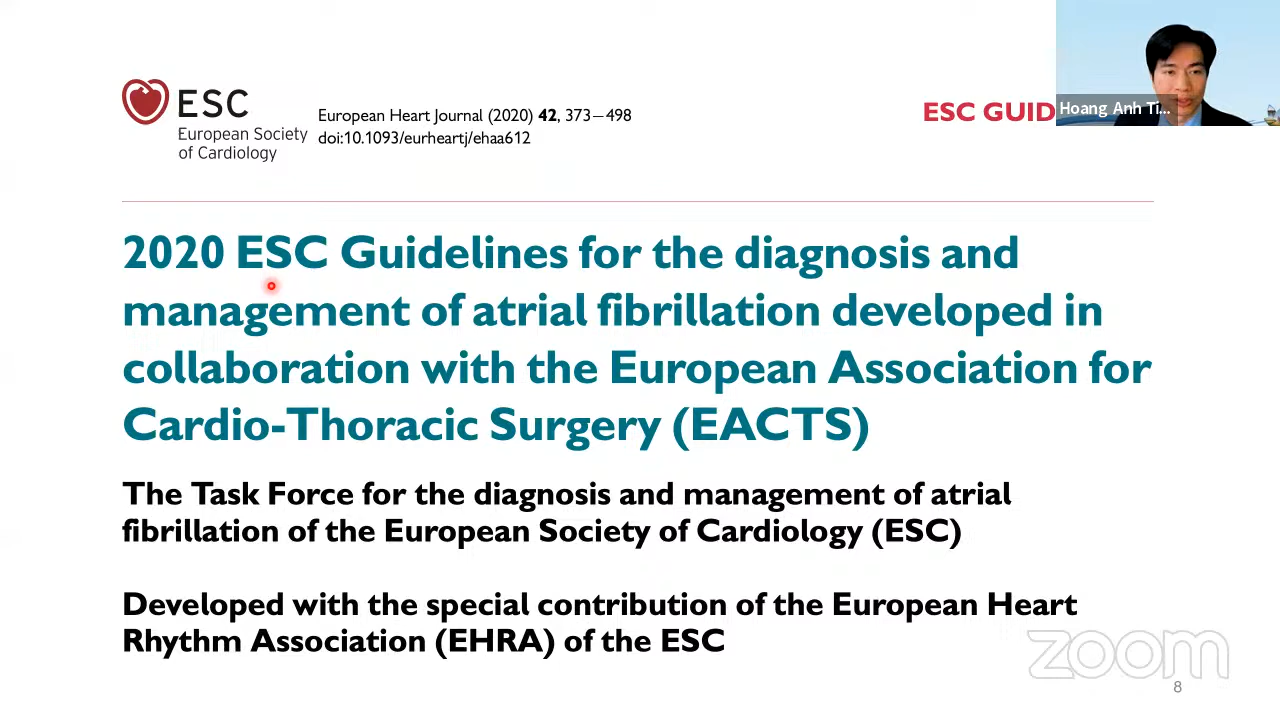 ESC
European Society
of Cardiology
European Heart Journal (2020) 42, 373–498
doi:10.1093/eurheartj/ehaa612
ESC GUID
Hoang Anh Ti...
2020 ESC Guidelines for the diagnosis and
management of atrial fibrillation developed in
collaboration with the European Association for
Cardio-Thoracic Surgery (EACTS)
The Task Force for the diagnosis and management of atrial
fibrillation of the European Society of Cardiology (ESC)
Developed with the special contribution of the European Heart
Rhythm Association (EHRA) of the ESC
zoom
8